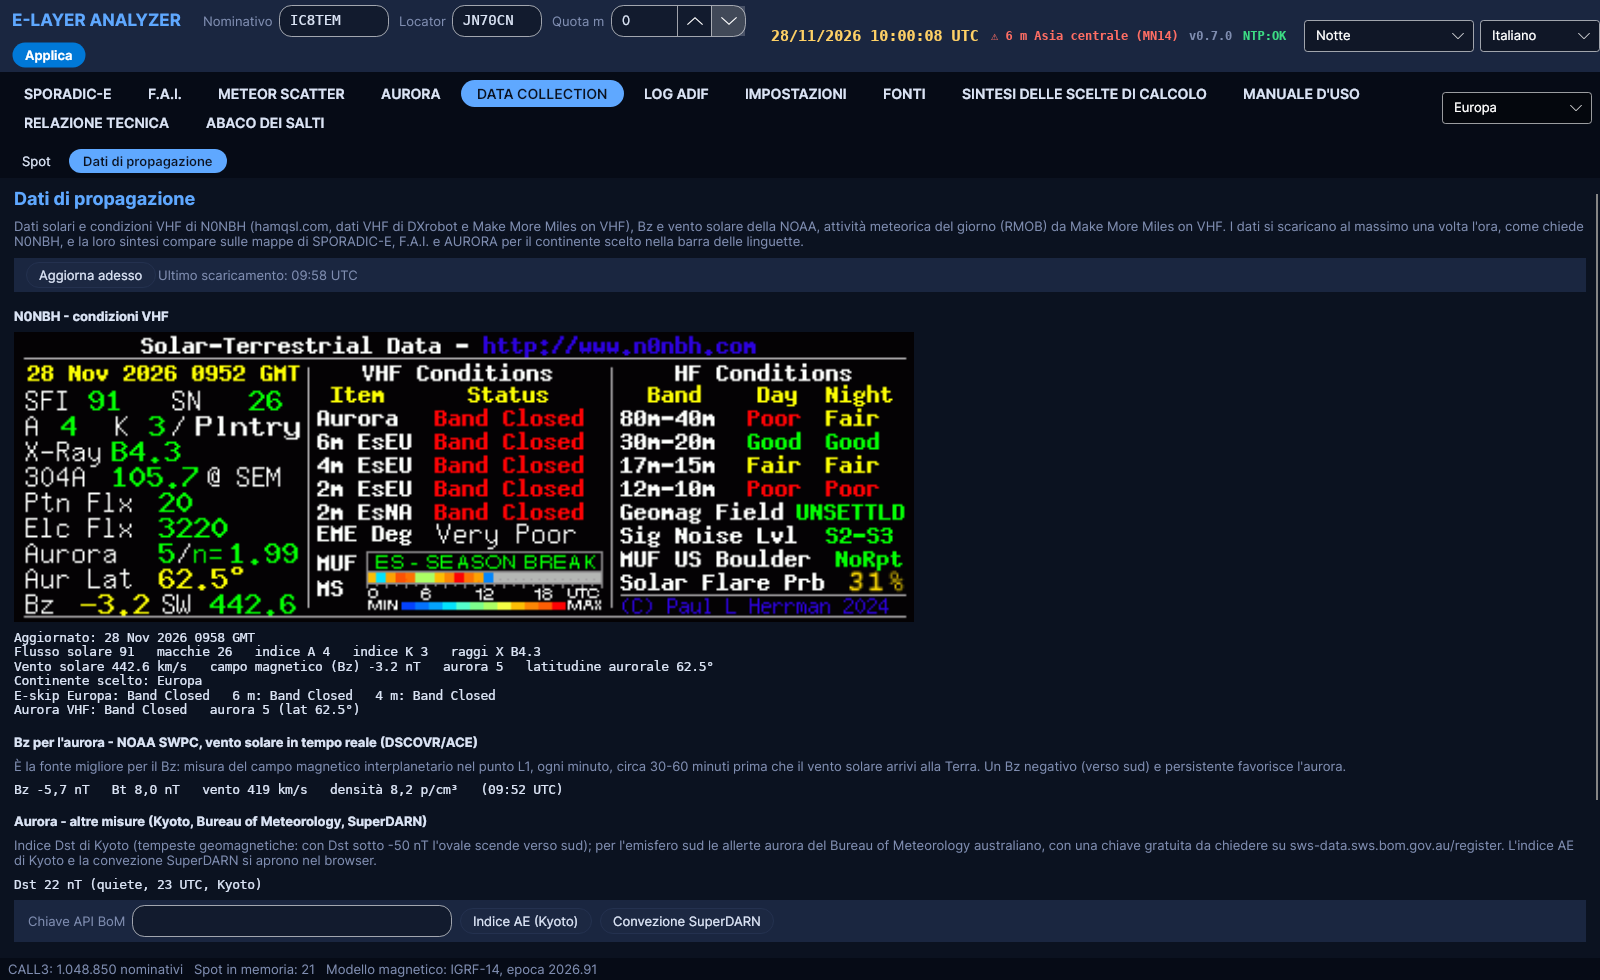 E-LAYER ANALYZER
Nominativo IC8TEM Locator JN70CN Quota m 0
28/11/2026 10:00:08 UTC ⚠ 6 m Asia centrale (MN14) v0.7.0 NTP:OK Notte Italiano
Applica
SPORADIC-E F.A.I. METEOR SCATTER AURORA DATA COLLECTION LOG ADIF IMPOSTAZIONI FONTI SINTESI DELLE SCELTE DI CALCOLO MANUALE D'USO
RELAZIONE TECNICA ABACO DEI SALTI
Europa
Spot Dati di propagazione
Dati di propagazione
Dati solari e condizioni VHF di N0NBH (hamqsl.com, dati VHF di DXrobot e Make More Miles on VHF), Bz e vento solare della NOAA, attività meteorica del giorno (RMOB) da Make More Miles on VHF. I dati si scaricano al massimo una volta l'ora, come chiede
N0NBH, e la loro sintesi compare sulle mappe di SPORADIC-E, F.A.I. e AURORA per il continente scelto nella barra delle linguette.
Aggiorna adesso Ultimo scaricamento: 09:58 UTC
N0NBH - condizioni VHF
Solar-Terrestrial Data - http://www.n0nbh.com
28 Nov 2026 0952 GMT
SFI 91 SN 26
A 4 K 3/Plntry
X-Ray B4.3
304A 105.7 @ SEM
Ptn Flx 20
Elc Flx 3220
Aurora 5/n=1.99
Aur Lat 62.5°
Bz -3.2 SW 442.6
VHF Conditions
Item Status
Aurora Band Closed
6m EsEU Band Closed
4m EsEU Band Closed
2m EsEU Band Closed
2m EsNA Band Closed
EME Deg Very Poor
MUF ES - SEASON BREAK
MS
0 6 12 18 UTC
MIN MAX
HF Conditions
Band Day Night
80m-40m Poor Fair
30m-20m Good Good
17m-15m Fair Fair
12m-10m Poor Poor
Geomag Field UNSETTLD
Sig Noise Lvl S2-S3
MUF US Boulder NoRpt
Solar Flare Prb 31%
(C) Paul L Herrman 2024
Aggiornato: 28 Nov 2026 0958 GMT
Flusso solare 91 macchie 26 indice A 4 indice K 3 raggi X B4.3
Vento solare 442.6 km/s campo magnetico (Bz) -3.2 nT aurora 5 latitudine aurorale 62.5°
Continente scelto: Europa
E-skip Europa: Band Closed 6 m: Band Closed 4 m: Band Closed
Aurora VHF: Band Closed aurora 5 (lat 62.5°)
Bz per l'aurora - NOAA SWPC, vento solare in tempo reale (DSCOVR/ACE)
È la fonte migliore per il Bz: misura del campo magnetico interplanetario nel punto L1, ogni minuto, circa 30-60 minuti prima che il vento solare arrivi alla Terra. Un Bz negativo (verso sud) e persistente favorisce l'aurora.
Bz -5,7 nT Bt 8,0 nT vento 419 km/s densità 8,2 p/cm³ (09:52 UTC)
Aurora - altre misure (Kyoto, Bureau of Meteorology, SuperDARN)
Indice Dst di Kyoto (tempeste geomagnetiche: con Dst sotto -50 nT l'ovale scende verso sud); per l'emisfero sud le allerte aurora del Bureau of Meteorology australiano, con una chiave gratuita da chiedere su sws-data.sws.bom.gov.au/register. L'indice AE
di Kyoto e la convezione SuperDARN si aprono nel browser.
Dst 22 nT (quiete, 23 UTC, Kyoto)
Chiave API BoM Indice AE (Kyoto) Convezione SuperDARN
CALL3: 1.048.850 nominativi Spot in memoria: 21 Modello magnetico: IGRF-14, epoca 2026.91